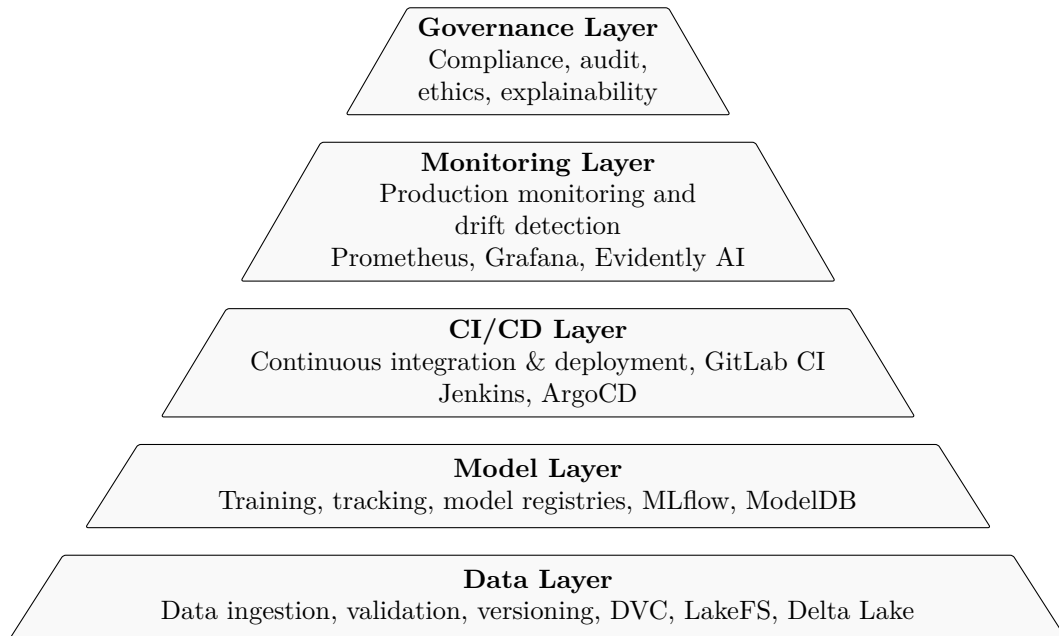 Governance Layer
Compliance, audit,
ethics, explainability
Monitoring Layer
Production monitoring and
drift detection
Prometheus, Grafana, Evidently AI
CI/CD Layer
Continuous integration & deployment, GitLab CI
Jenkins, ArgoCD
Model Layer
Training, tracking, model registries, MLflow, ModelDB
Data Layer
Data ingestion, validation, versioning, DVC, LakeFS, Delta Lake